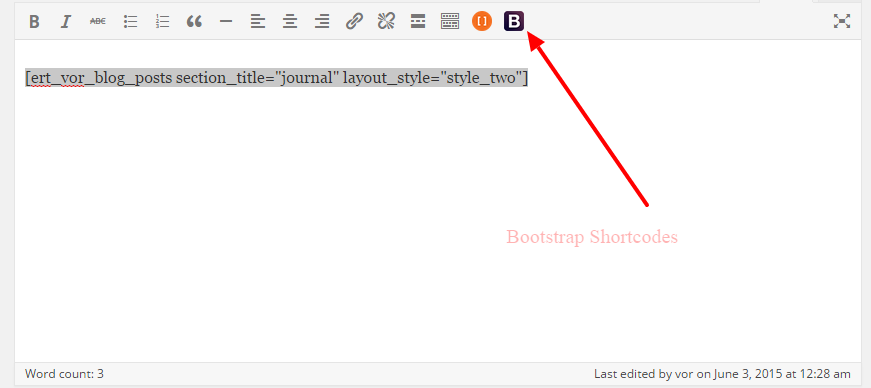 B I ABC [ ] B
[ert_vor_blog_posts section_title="journal" layout_style="style_two"]
Bootstrap Shortcodes
Word count: 3 Last edited by vor on June 3, 2015 at 12:28 am